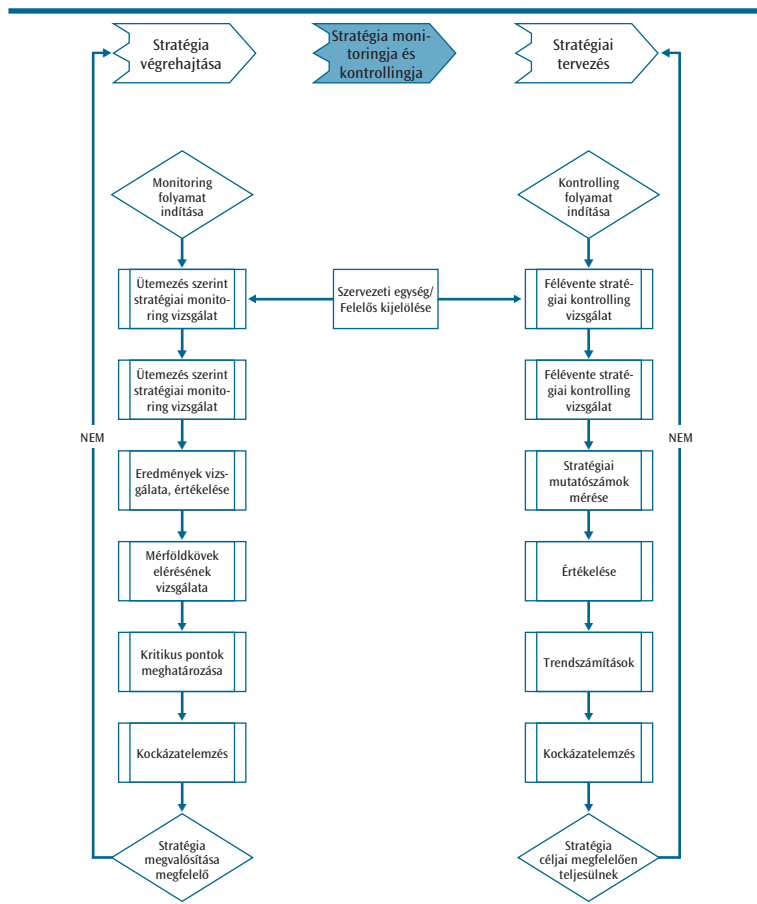 Stratégia
végrehajtása
Stratégia moni-
toringja és
kontrollingja
Stratégiai
tervezés
Monitoring
folyamat
indítása
Kontrolling
folyamat
indítása
Ütemezés szerint
stratégiai monito-
ring vizsgálat
Szervezeti egység/
Felelős kijelölése
Félévente straté-
giai kontrolling
vizsgálat
Ütemezés szerint
stratégiai monito-
ring vizsgálat
Félévente straté-
giai kontrolling
vizsgálat
NEM
NEM
Eredmények vizs-
gálata, értékelése
Stratégiai
mutatószámok
mérése
Mérföldkövek
elérésének
vizsgálata
Értékelése
Kritikus pontok
meghatározása
Trendszámítások
Kockázatelemzés
Kockázatelemzés
Stratégia
megvalósítása
megfelelő
Stratégia
céljai megfelelően
teljesülnek